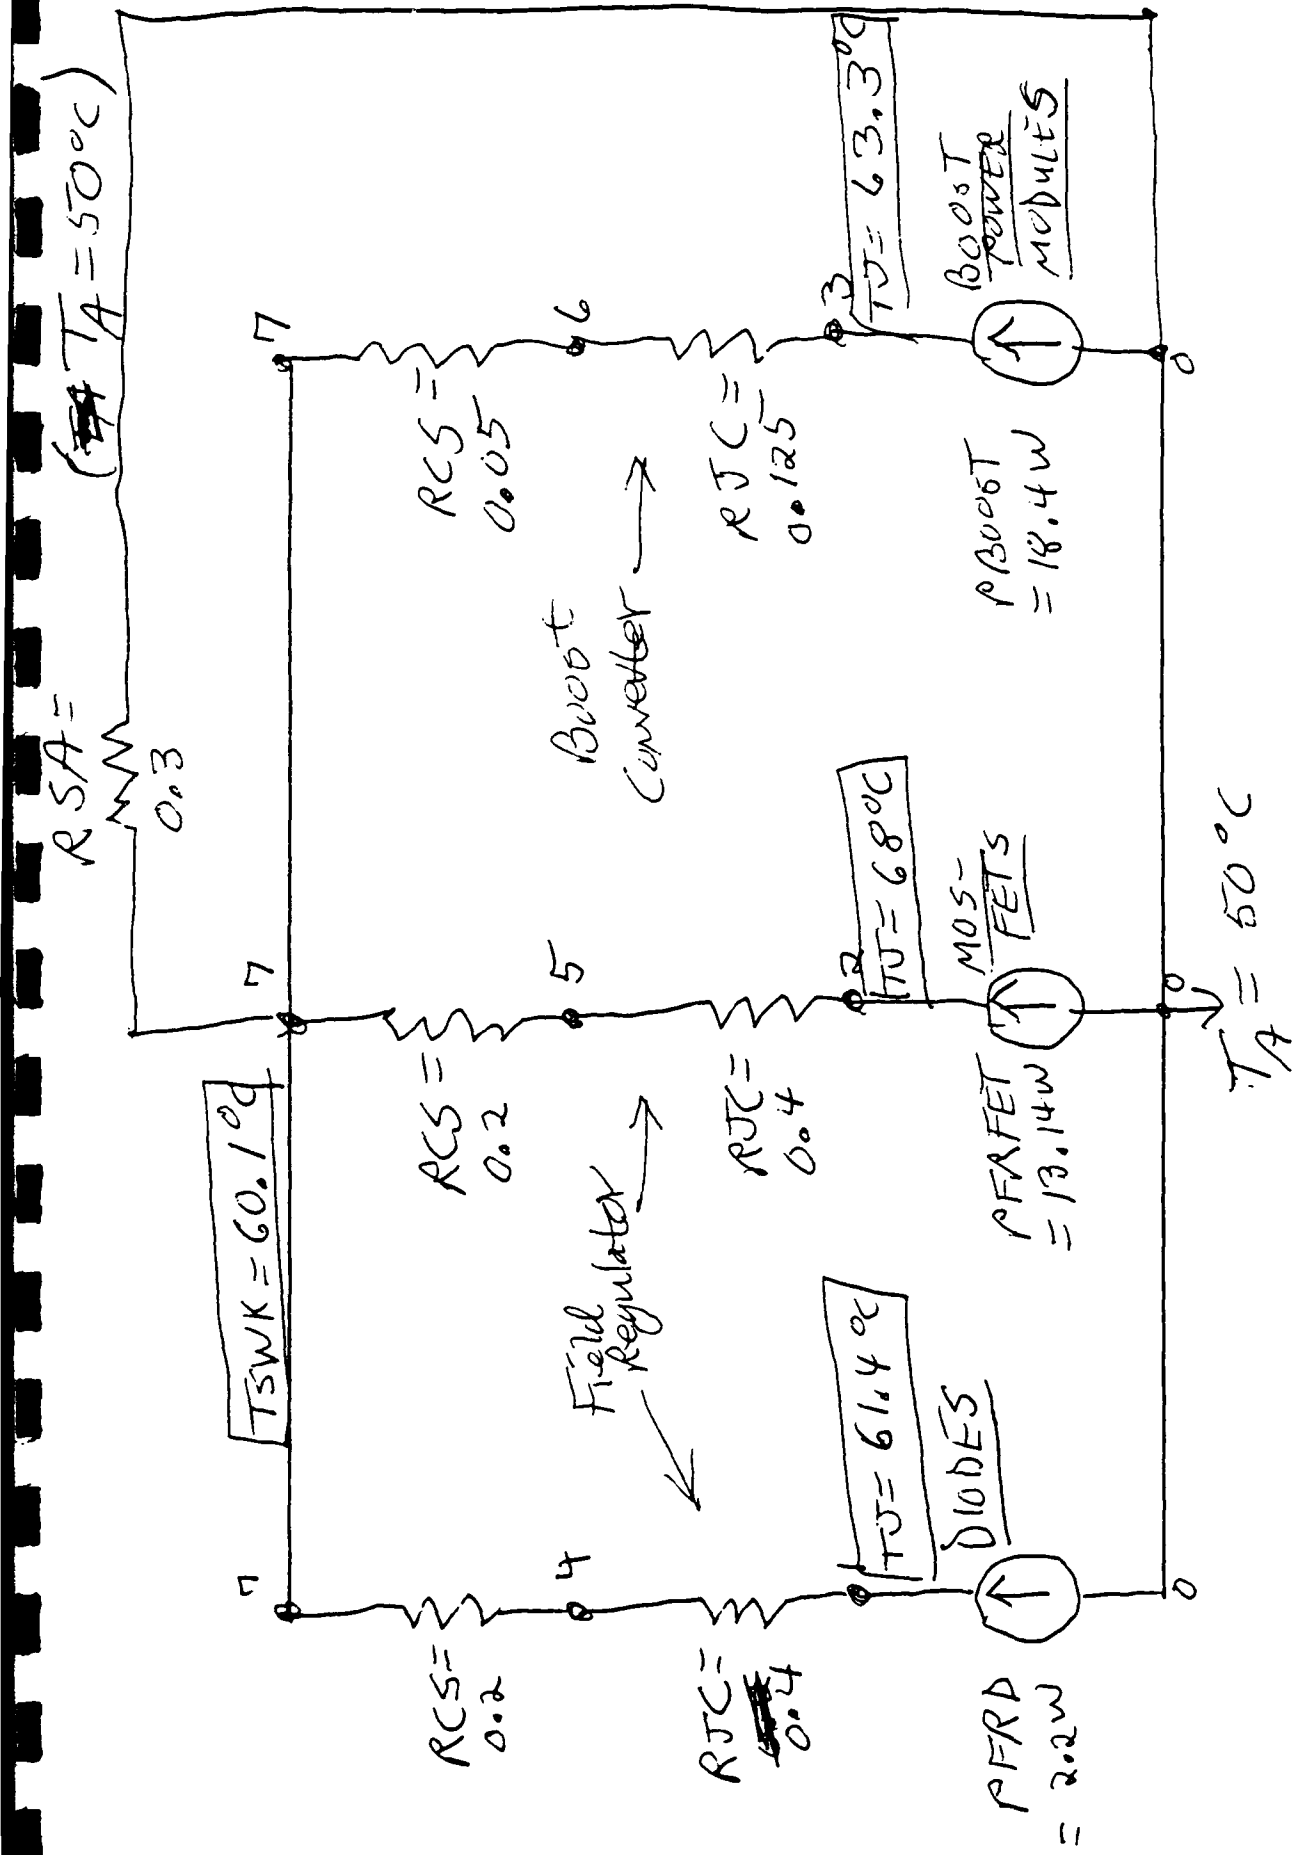 RSA =
0.3
(TA = 50°C)
TSWK = 60.1°C
7
7
7
RCS =
0.2
RCS =
0.2
RCS =
0.05
4
5
6
Field
Regulator
Boost
Converter
RJC =
0.4
RJC =
0.4
RJC =
0.125
1
2
3
TJ = 61.4°C
TJ = 68°C
TJ = 63.3°C
DIODES
MOS-
FETS
BOOST
POWER
MODULES
PFRD
= 2.2W
PFRFET
= 13.14W
PBOOST
= 18.4W
0
0
0
TA = 50°C